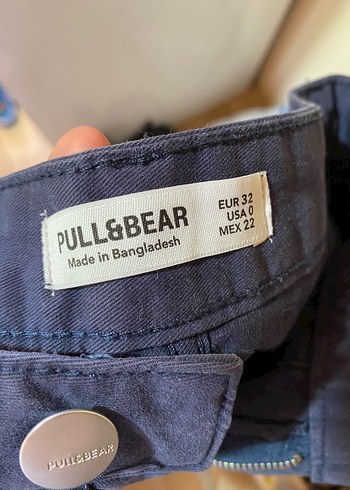 PULL&BEAR
Made in Bangladesh
EUR 32
USA 0
MEX 22
PULL&BEAR